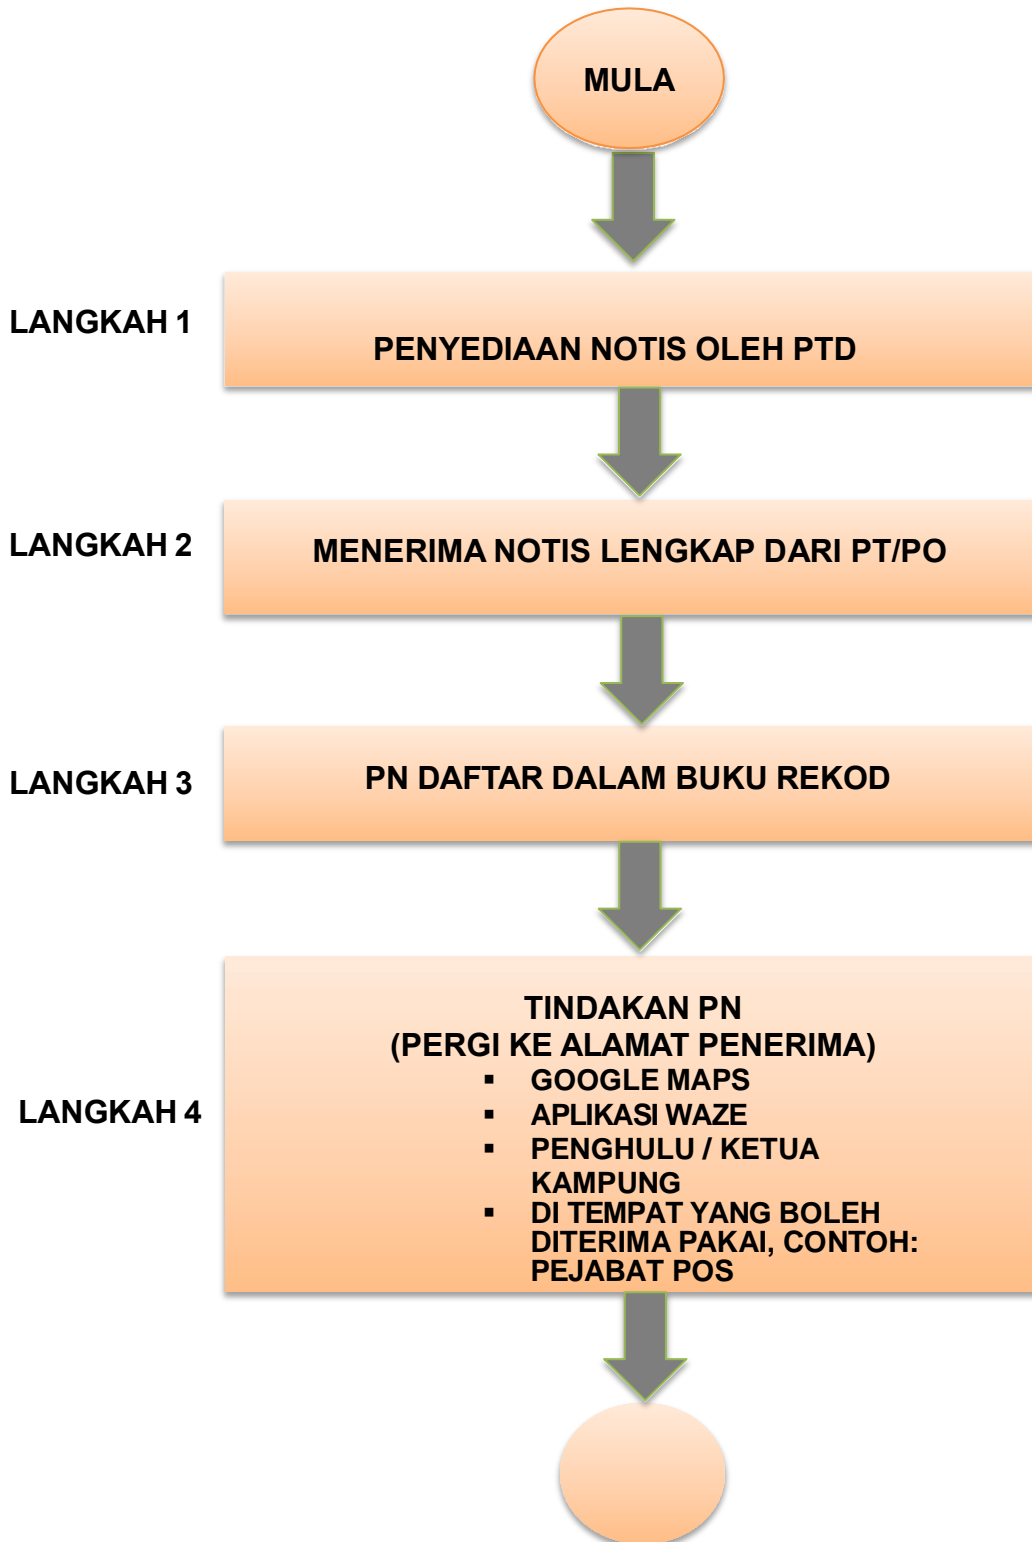 MULA
LANGKAH 1
PENYEDIAAN NOTIS OLEH PTD
LANGKAH 2
MENERIMA NOTIS LENGKAP DARI PT/PO
LANGKAH 3
PN DAFTAR DALAM BUKU REKOD
LANGKAH 4
TINDAKAN PN
(PERGI KE ALAMAT PENERIMA)
▪ GOOGLE MAPS
▪ APLIKASI WAZE
▪ PENGHULU / KETUA
KAMPUNG
▪ DI TEMPAT YANG BOLEH
DITERIMA PAKAI, CONTOH:
PEJABAT POS